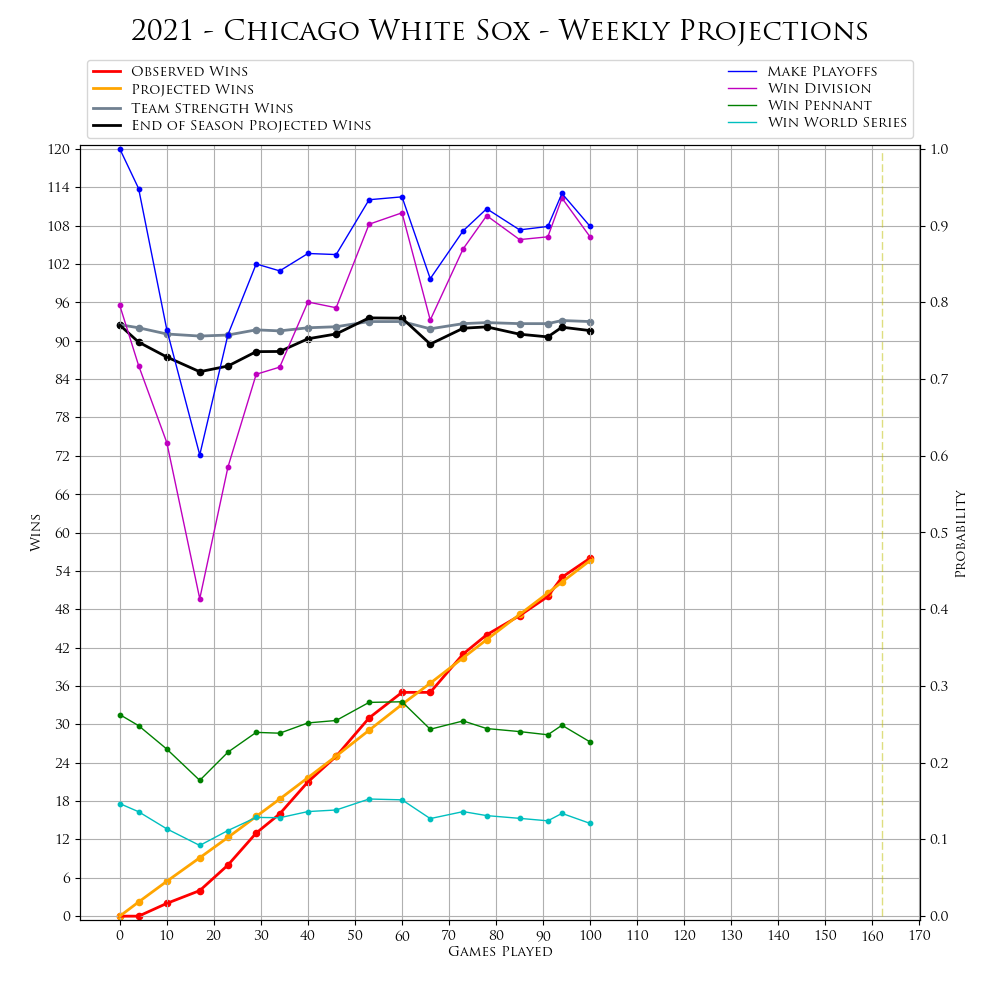 2021 - Chicago White Sox - Weekly Projections
Observed Wins
Projected Wins
Team Strength Wins
End of Season Projected Wins
Make Playoffs
Win Division
Win Pennant
Win World Series
120
114
108
102
96
90
84
78
72
66
60
54
48
42
36
30
24
18
12
6
0
Wins
1.0
0.9
0.8
0.7
0.6
0.5
0.4
0.3
0.2
0.1
0.0
Probability
0 10 20 30 40 50 60 70 80 90 100 110 120 130 140 150 160 170
Games Played